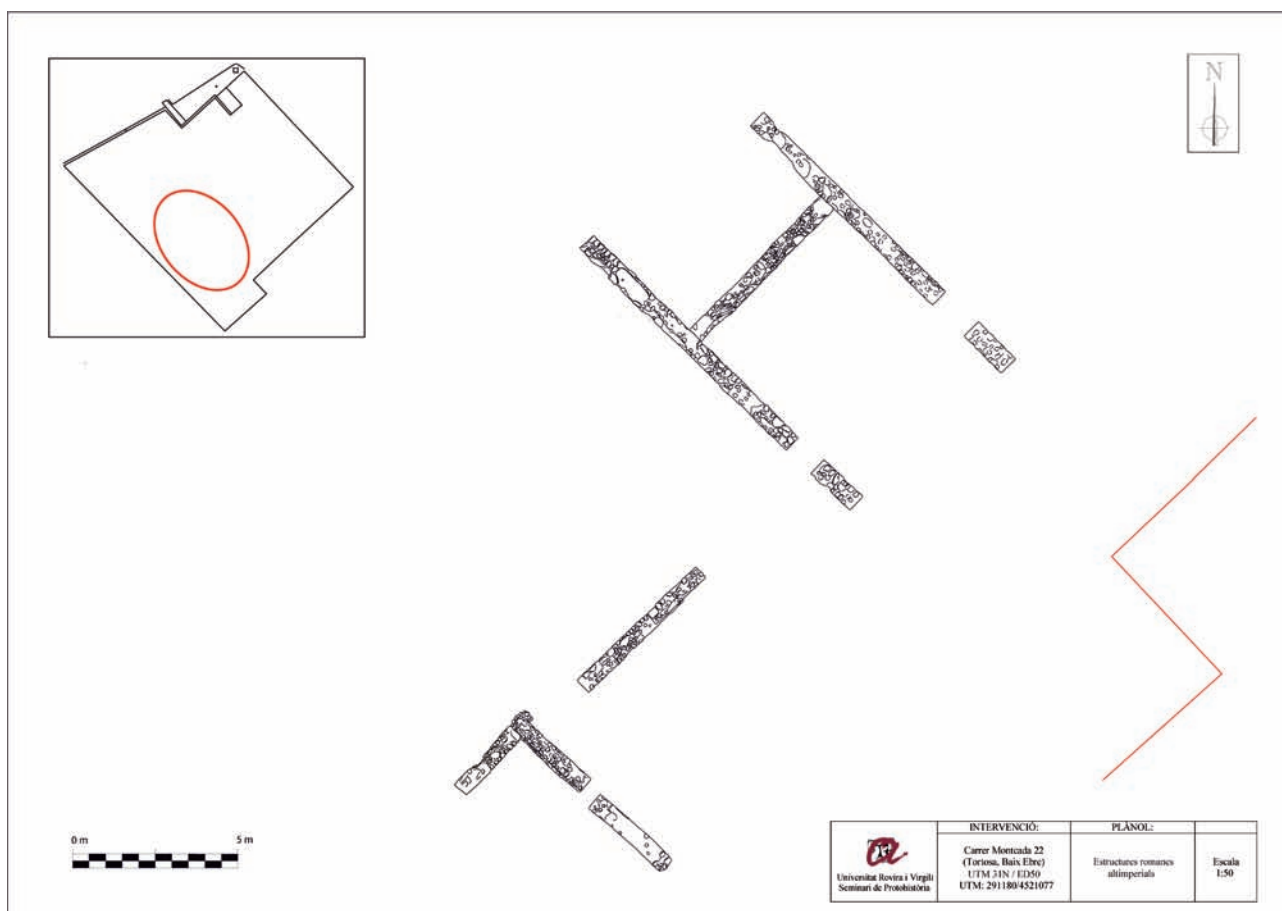 N
0 m 5 m
Universitat Rovira i Virgili
Seminari de Protohistòria
INTERVENCIÓ:
Carrer Montcada 22
(Tortosa, Baix Ebre)
UTM 31N / ED50
UTM: 291180/4521077
PLÀNOL:
Estructures romanes
altimperials
Escala
1:50